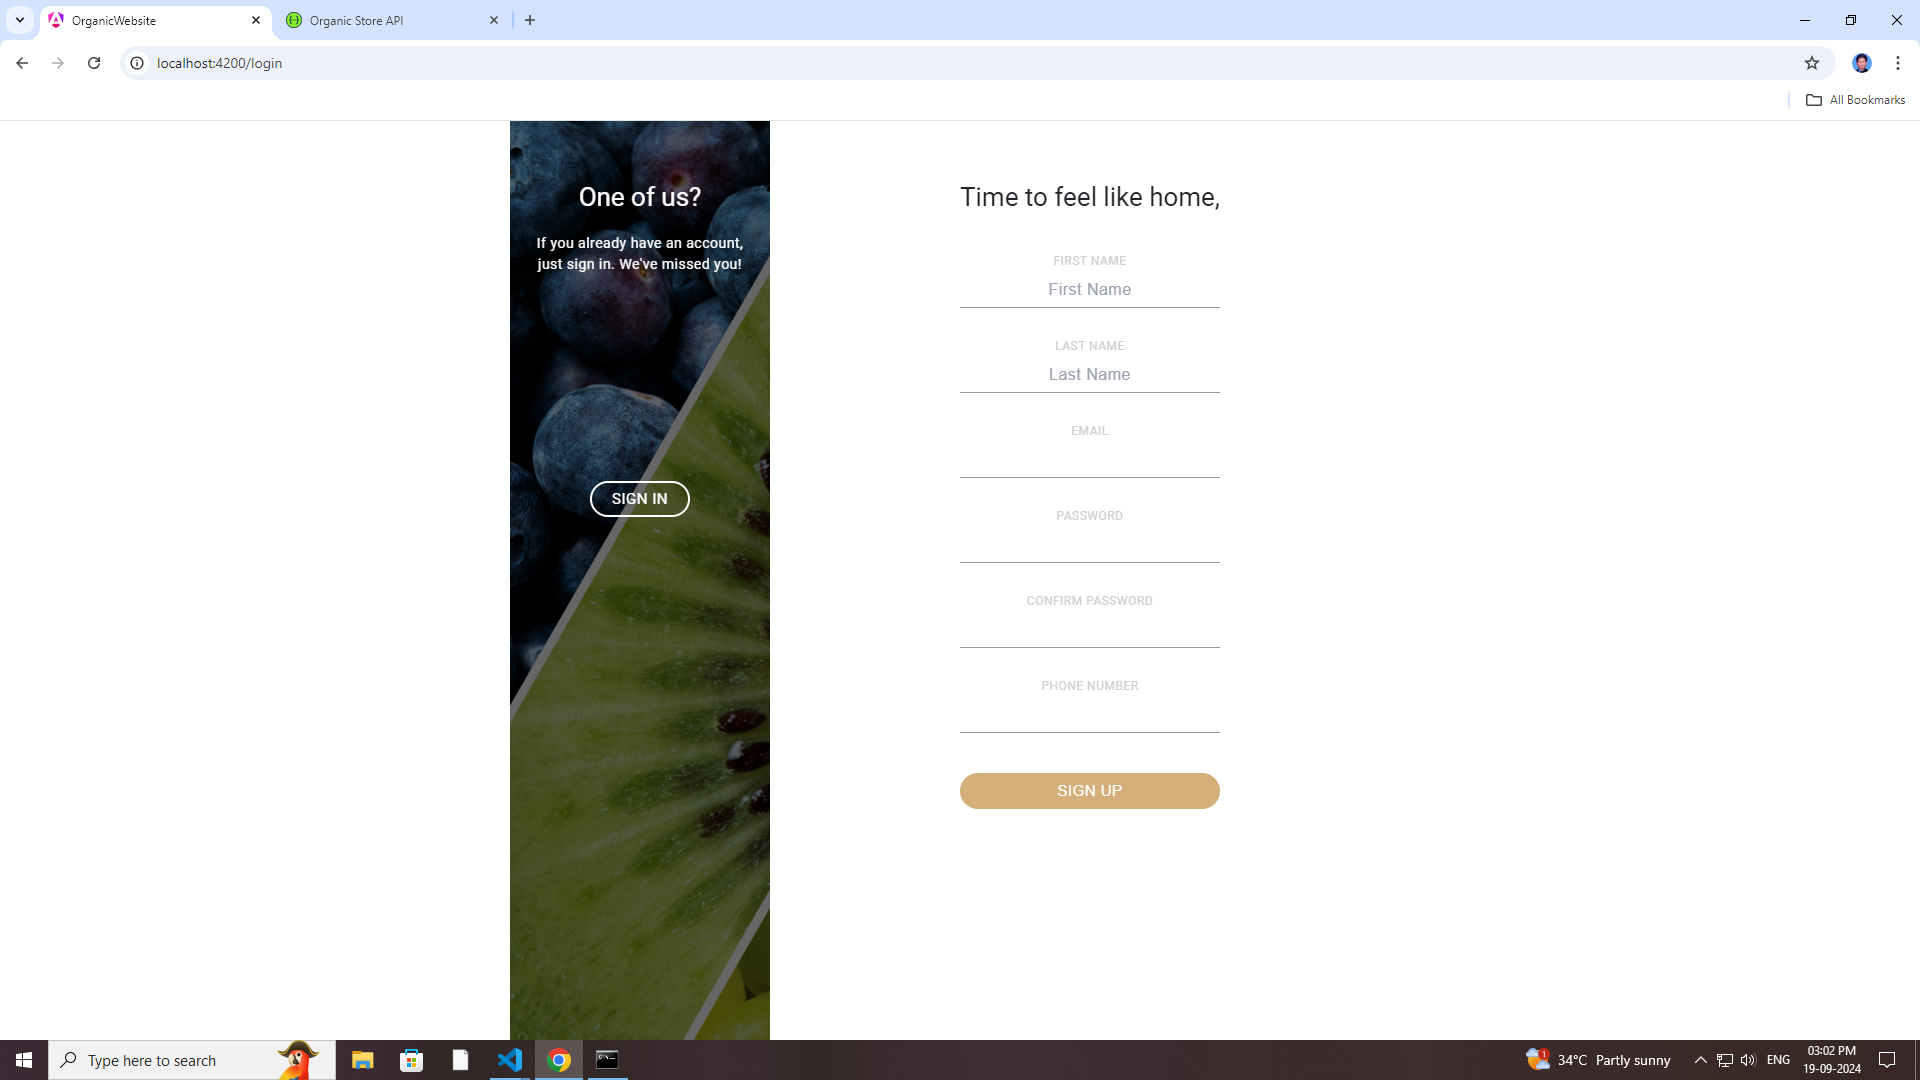 OrganicWebsite
Organic Store API
localhost:4200/login
All Bookmarks
One of us?
If you already have an account,
just sign in. We've missed you!
SIGN IN
Time to feel like home,
FIRST NAME
First Name
LAST NAME
Last Name
EMAIL
PASSWORD
CONFIRM PASSWORD
PHONE NUMBER
SIGN UP
Type here to search
1
34°C Partly sunny
ENG
03:02 PM
19-09-2024